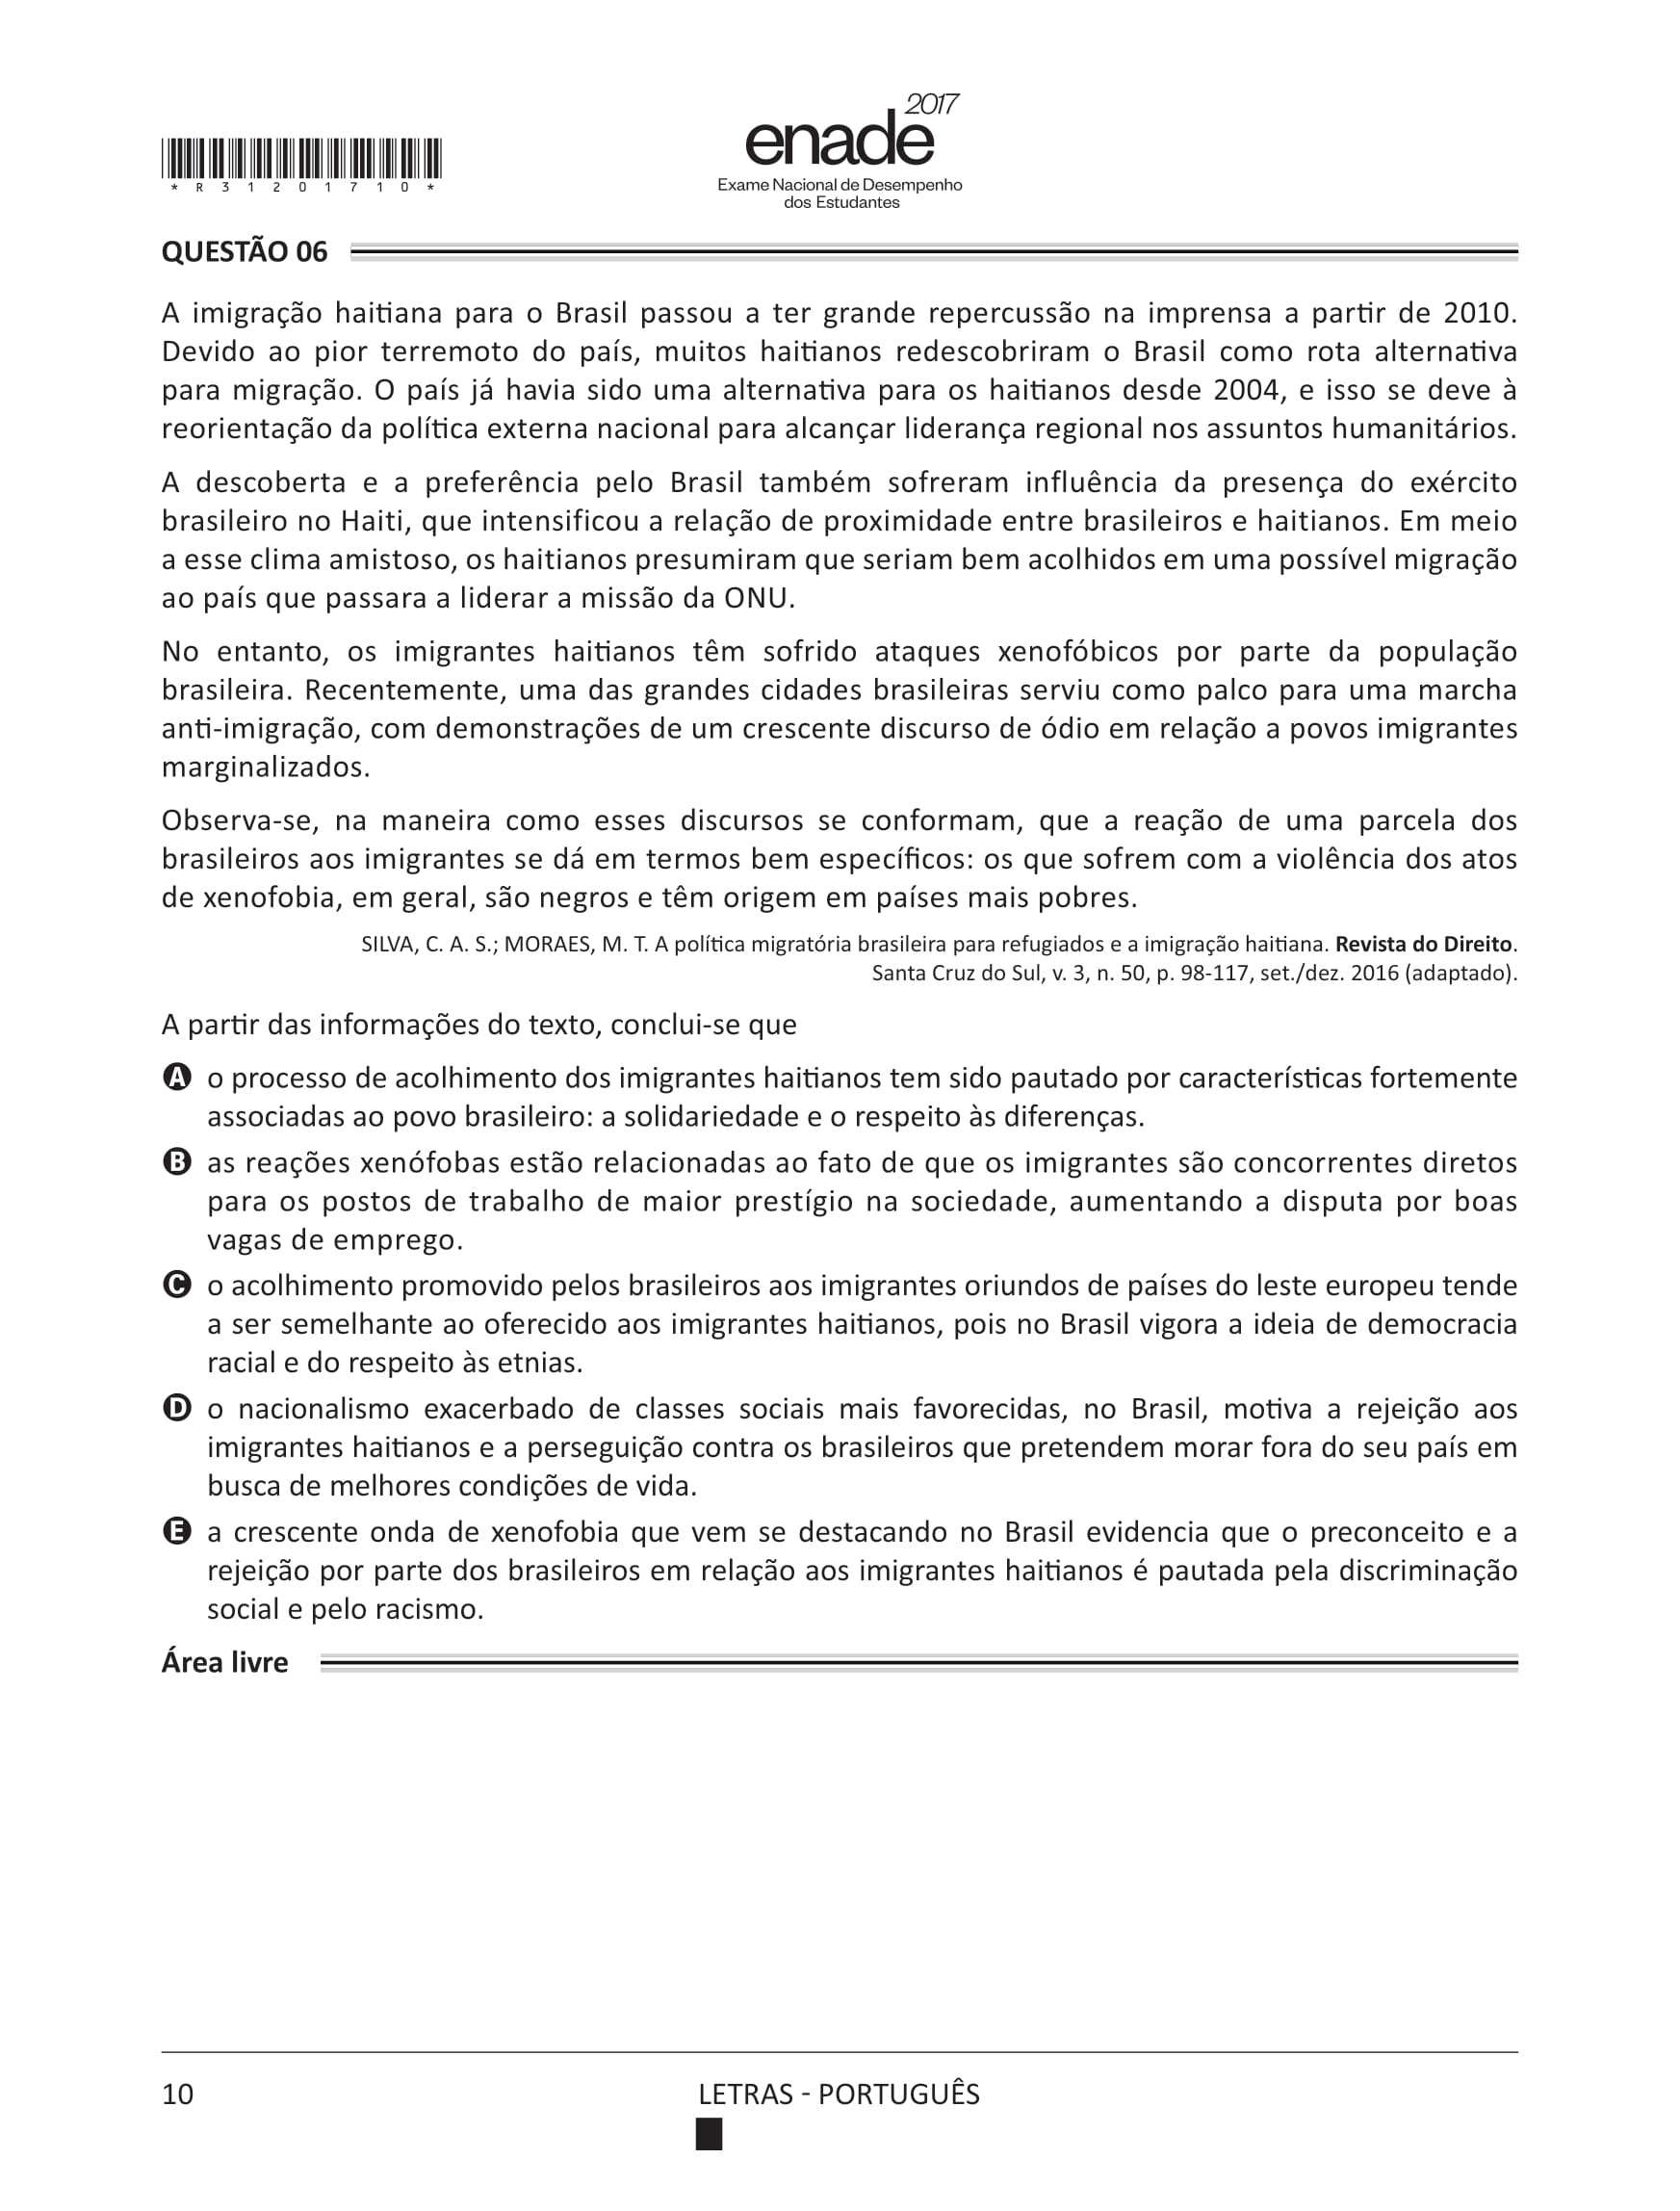 2017
enade
Exame Nacional de Desempenho
dos Estudantes
* R 3 1 2 0 1 7 1 0 *
QUESTÃO 06
A imigração haitiana para o Brasil passou a ter grande repercussão na imprensa a partir de 2010.
Devido ao pior terremoto do país, muitos haitianos redescobriram o Brasil como rota alternativa
para migração. O país já havia sido uma alternativa para os haitianos desde 2004, e isso se deve à
reorientação da política externa nacional para alcançar liderança regional nos assuntos humanitários.
A descoberta e a preferência pelo Brasil também sofreram influência da presença do exército
brasileiro no Haiti, que intensificou a relação de proximidade entre brasileiros e haitianos. Em meio
a esse clima amistoso, os haitianos presumiram que seriam bem acolhidos em uma possível migração
ao país que passara a liderar a missão da ONU.
No entanto, os imigrantes haitianos têm sofrido ataques xenofóbicos por parte da população
brasileira. Recentemente, uma das grandes cidades brasileiras serviu como palco para uma marcha
anti-imigração, com demonstrações de um crescente discurso de ódio em relação a povos imigrantes
marginalizados.
Observa-se, na maneira como esses discursos se conformam, que a reação de uma parcela dos
brasileiros aos imigrantes se dá em termos bem específicos: os que sofrem com a violência dos atos
de xenofobia, em geral, são negros e têm origem em países mais pobres.
SILVA, C. A. S.; MORAES, M. T. A política migratória brasileira para refugiados e a imigração haitiana. Revista do Direito.
Santa Cruz do Sul, v. 3, n. 50, p. 98-117, set./dez. 2016 (adaptado).
A partir das informações do texto, conclui-se que
A o processo de acolhimento dos imigrantes haitianos tem sido pautado por características fortemente
associadas ao povo brasileiro: a solidariedade e o respeito às diferenças.
B as reações xenófobas estão relacionadas ao fato de que os imigrantes são concorrentes diretos
para os postos de trabalho de maior prestígio na sociedade, aumentando a disputa por boas
vagas de emprego.
C o acolhimento promovido pelos brasileiros aos imigrantes oriundos de países do leste europeu tende
a ser semelhante ao oferecido aos imigrantes haitianos, pois no Brasil vigora a ideia de democracia
racial e do respeito às etnias.
D o nacionalismo exacerbado de classes sociais mais favorecidas, no Brasil, motiva a rejeição aos
imigrantes haitianos e a perseguição contra os brasileiros que pretendem morar fora do seu país em
busca de melhores condições de vida.
E a crescente onda de xenofobia que vem se destacando no Brasil evidencia que o preconceito e a
rejeição por parte dos brasileiros em relação aos imigrantes haitianos é pautada pela discriminação
social e pelo racismo.
Área livre
10
LETRAS - PORTUGUÊS